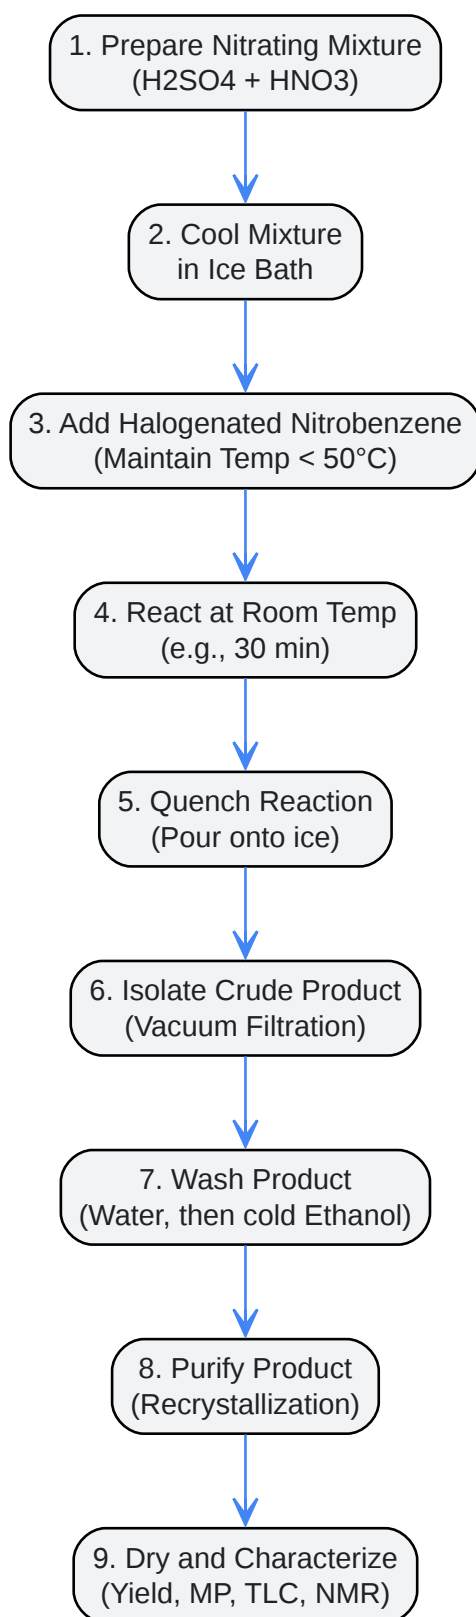 1. Prepare Nitrating Mixture
(H2SO4 + HNO3)
2. Cool Mixture
in Ice Bath
3. Add Halogenated Nitrobenzene
(Maintain Temp < 50°C)
4. React at Room Temp
(e.g., 30 min)
5. Quench Reaction
(Pour onto ice)
6. Isolate Crude Product
(Vacuum Filtration)
7. Wash Product
(Water, then cold Ethanol)
8. Purify Product
(Recrystallization)
9. Dry and Characterize
(Yield, MP, TLC, NMR)